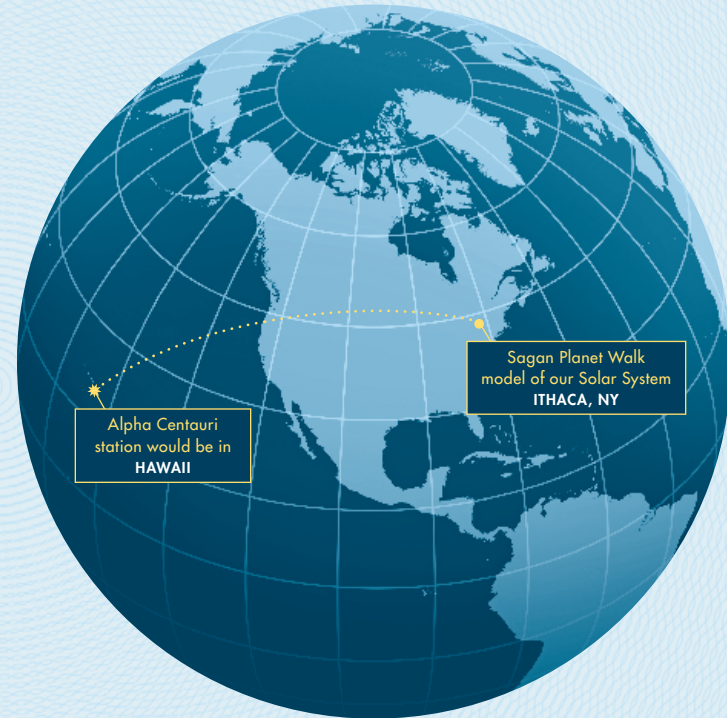 Sagan Planet Walk
model of our Solar System
ITHACA, NY
Alpha Centauri
station would be in
HAWAII